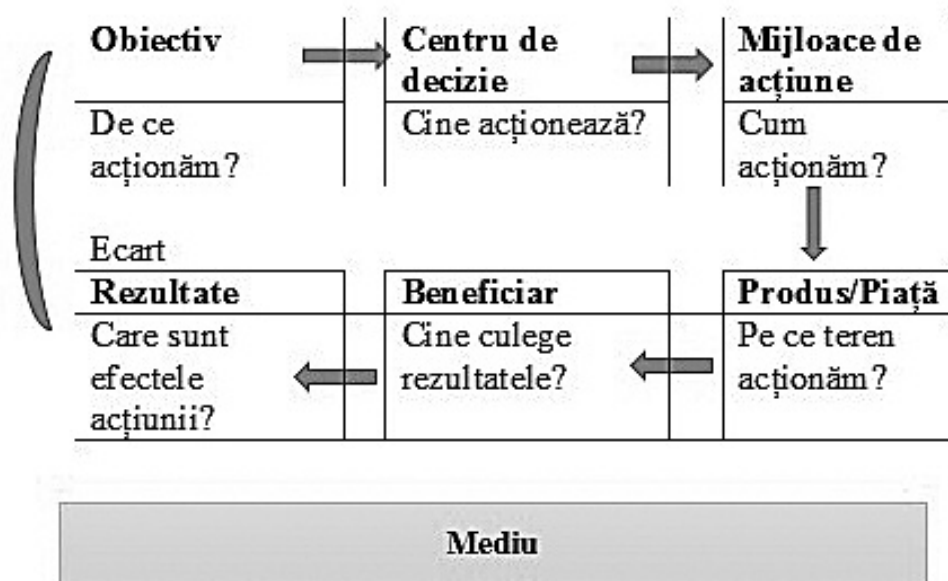 Obiectiv
De ce
acționăm?
Centru de
decizie
Cine acționează?
Mijloace de
acțiune
Cum
acționăm?
Ecart
Rezultate
Care sunt
efectele
acțiunii?
Beneficiar
Cine culege
rezultatele?
Produs/Piață
Pe ce teren
acționăm?
Mediu